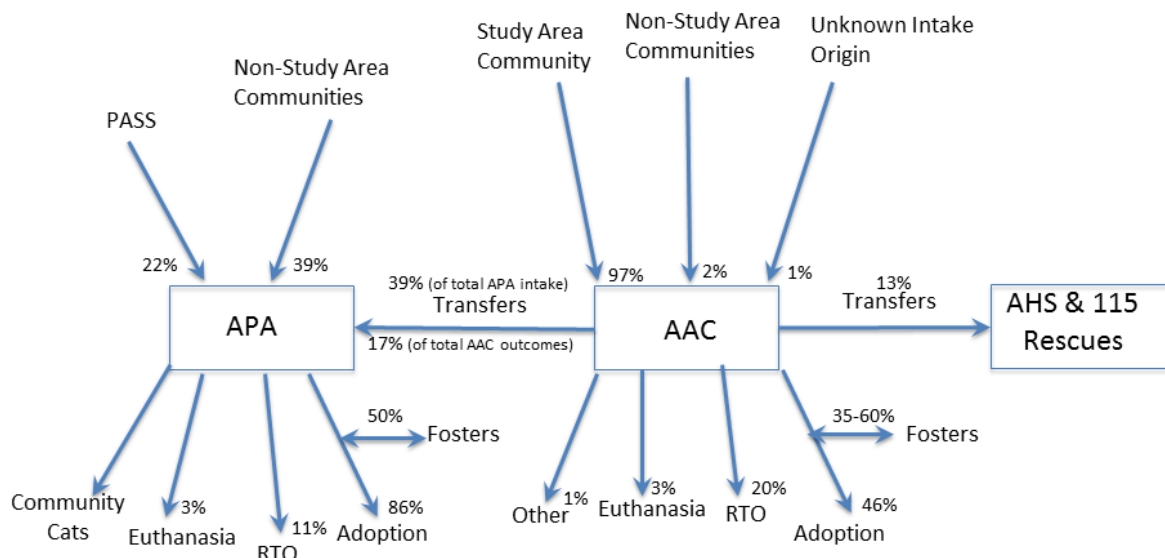 Study Area
Community
Non-Study Area
Communities
Unknown Intake
Origin
Non-Study Area
Communities
PASS
22%
39%
39% (of total APA intake)
Transfers
17% (of total AAC outcomes)
97%
2%
1%
13%
Transfers
APA
AAC
AHS & 115
Rescues
50%
Fosters
35-60%
Fosters
Community
Cats
3%
Euthanasia
11%
RTO
86%
Adoption
Other
1%
3%
Euthanasia
20%
RTO
46%
Adoption